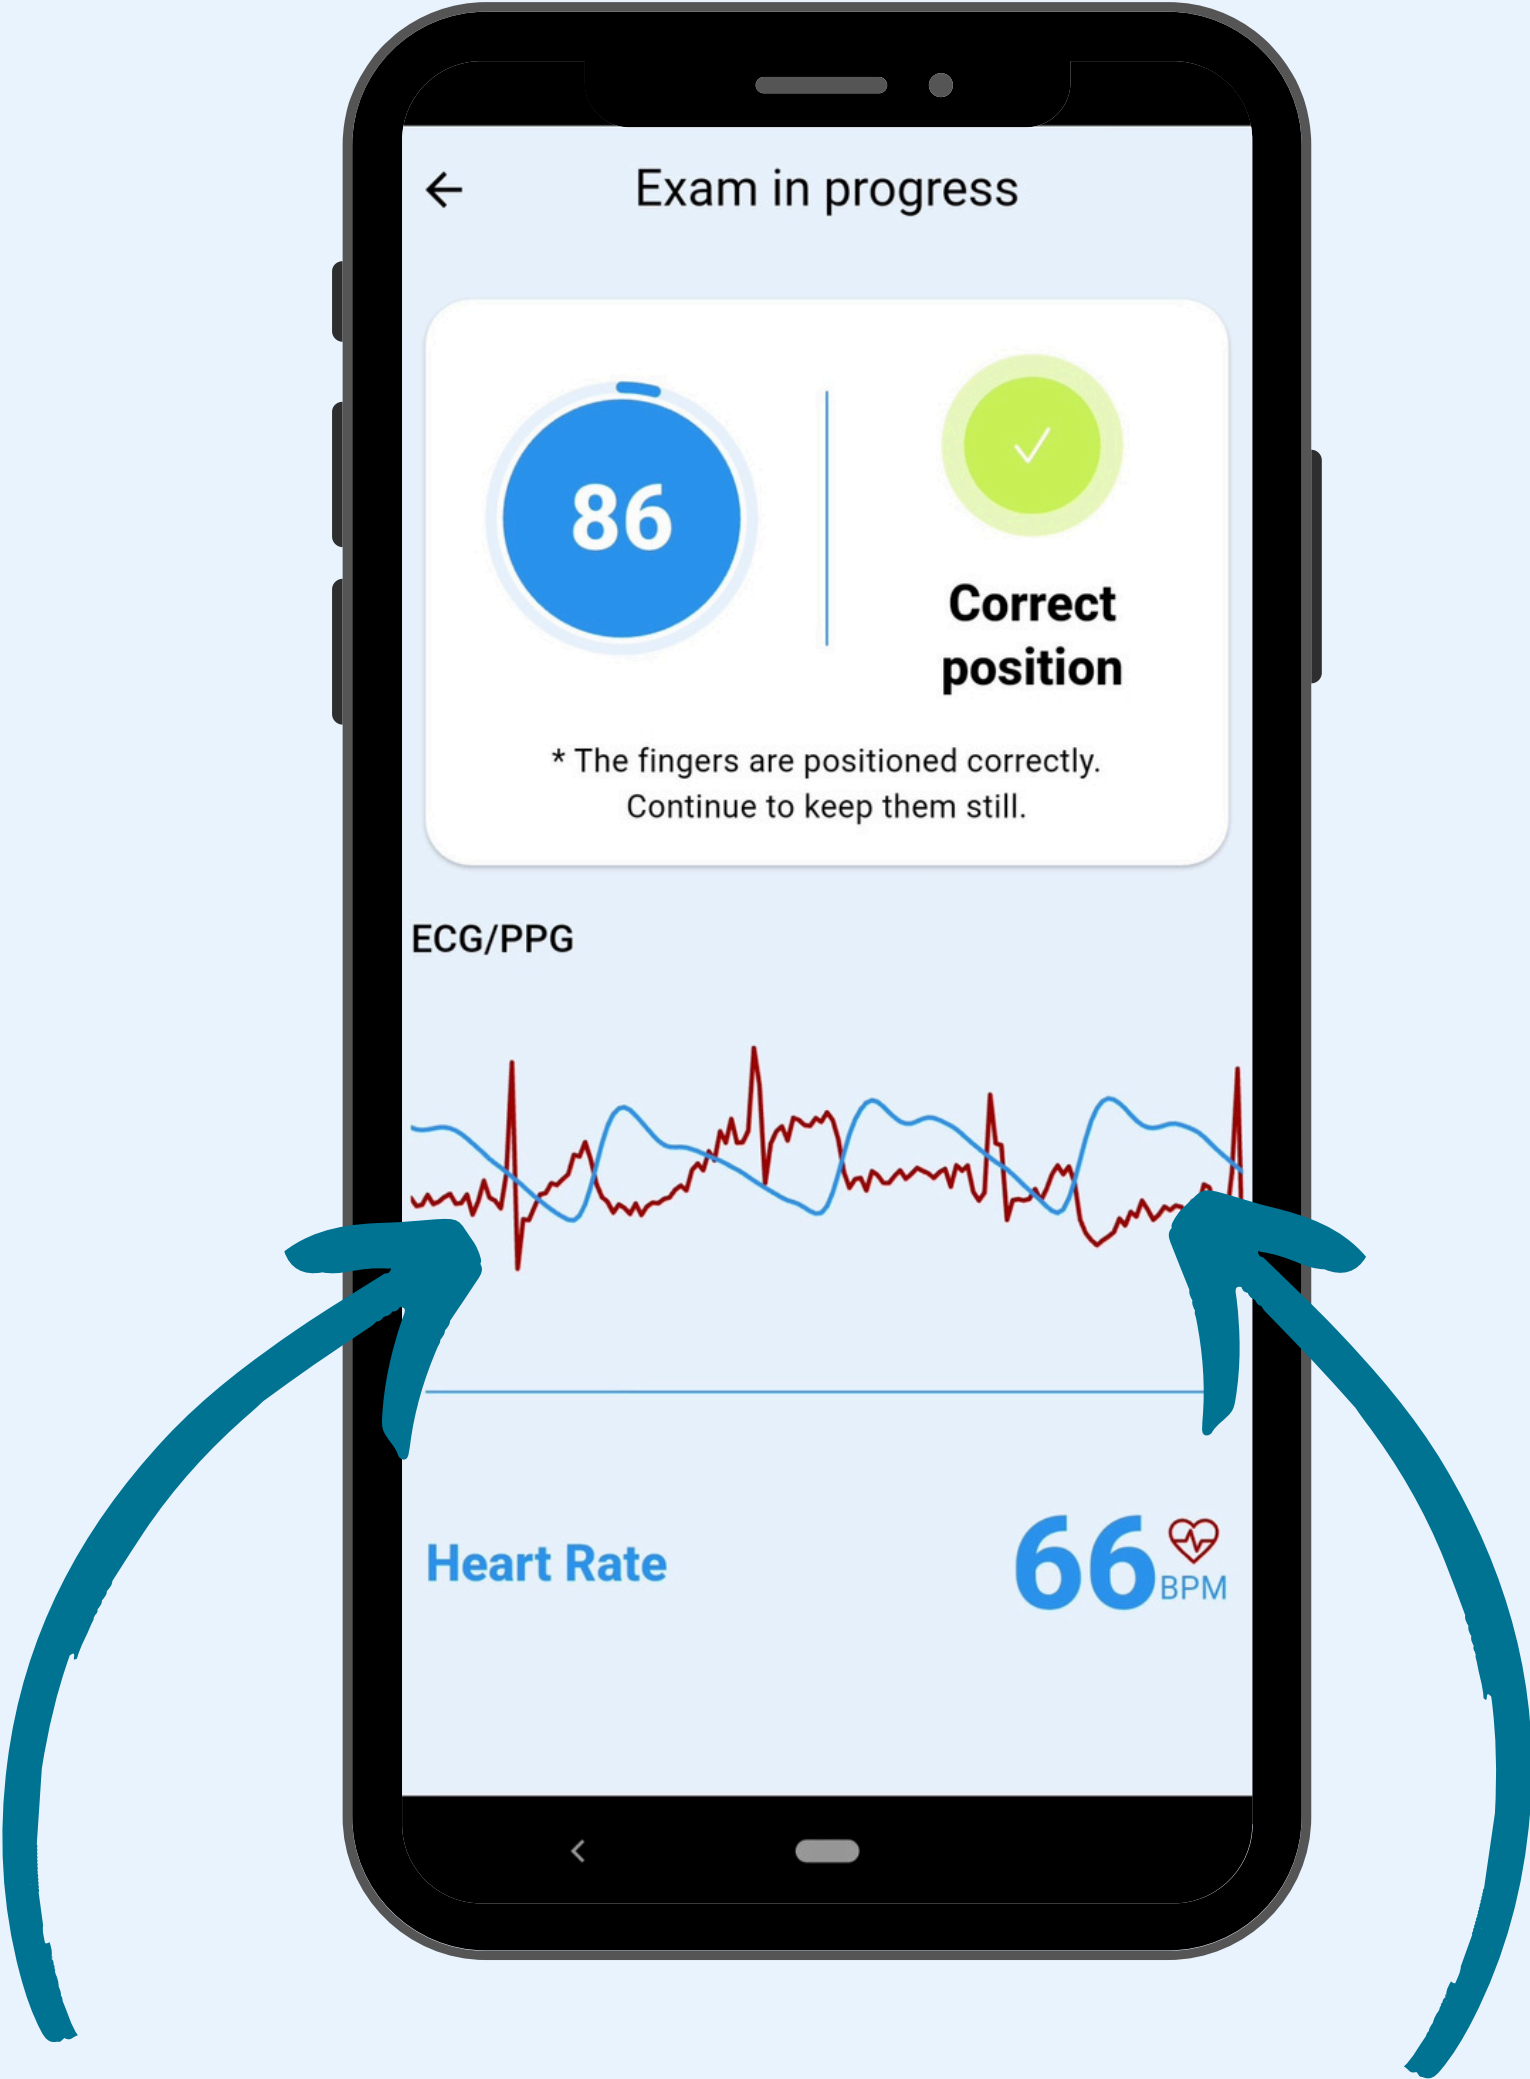 Exam in progress
86
Correct
position
* The fingers are positioned correctly.
Continue to keep them still.
ECG/PPG
Heart Rate
66
BPM